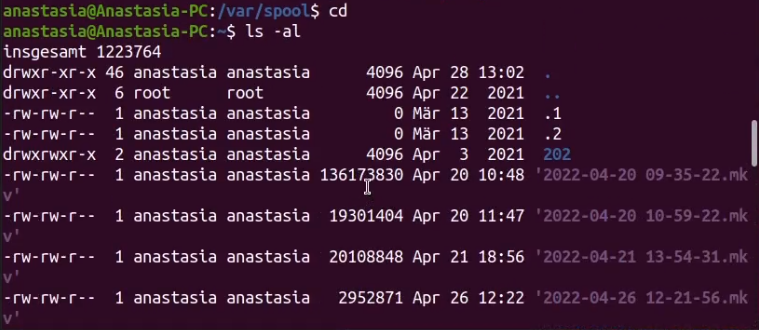 anastasia@Anastasia-PC:/var/spool$ cd
anastasia@Anastasia-PC:~$ ls -al
insgesamt 1223764
drwxr-xr-x 46 anastasia anastasia      4096 Apr 28 13:02 .
drwxr-xr-x  6 root      root           4096 Apr 22  2021 ..
-rw-rw-r--  1 anastasia anastasia         0 Mär 13  2021 .1
-rw-rw-r--  1 anastasia anastasia         0 Mär 13  2021 .2
drwxrwxr-x  2 anastasia anastasia      4096 Apr  3  2021 202
-rw-rw-r--  1 anastasia anastasia 136173830 Apr 20 10:48 '2022-04-20 09-35-22.mk
v'
-rw-rw-r--  1 anastasia anastasia  19301404 Apr 20 11:47 '2022-04-20 10-59-22.mk
v'
-rw-rw-r--  1 anastasia anastasia  20108848 Apr 21 18:56 '2022-04-21 13-54-31.mk
v'
-rw-rw-r--  1 anastasia anastasia   2952871 Apr 26 12:22 '2022-04-26 12-21-56.mk
v'